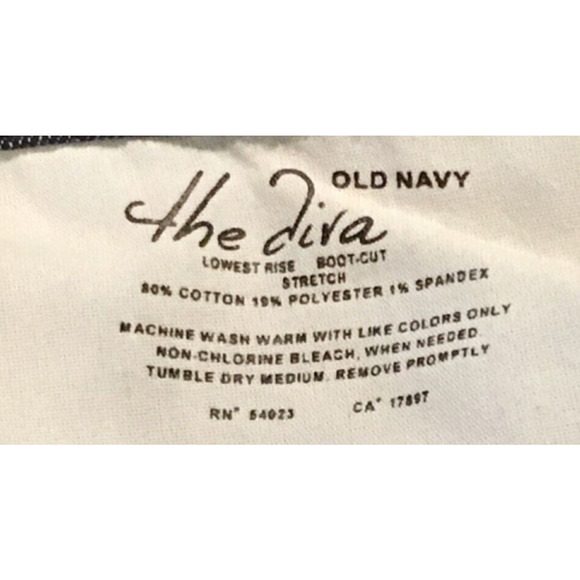 OLD NAVY
the diva
LOWEST RISE BOOT-CUT
STRETCH
80% COTTON 19% POLYESTER 1% SPANDEX
MACHINE WASH WARM WITH LIKE COLORS ONLY
NON-CHLORINE BLEACH, WHEN NEEDED.
TUMBLE DRY MEDIUM. REMOVE PROMPTLY
RN° 54023 CA° 17897